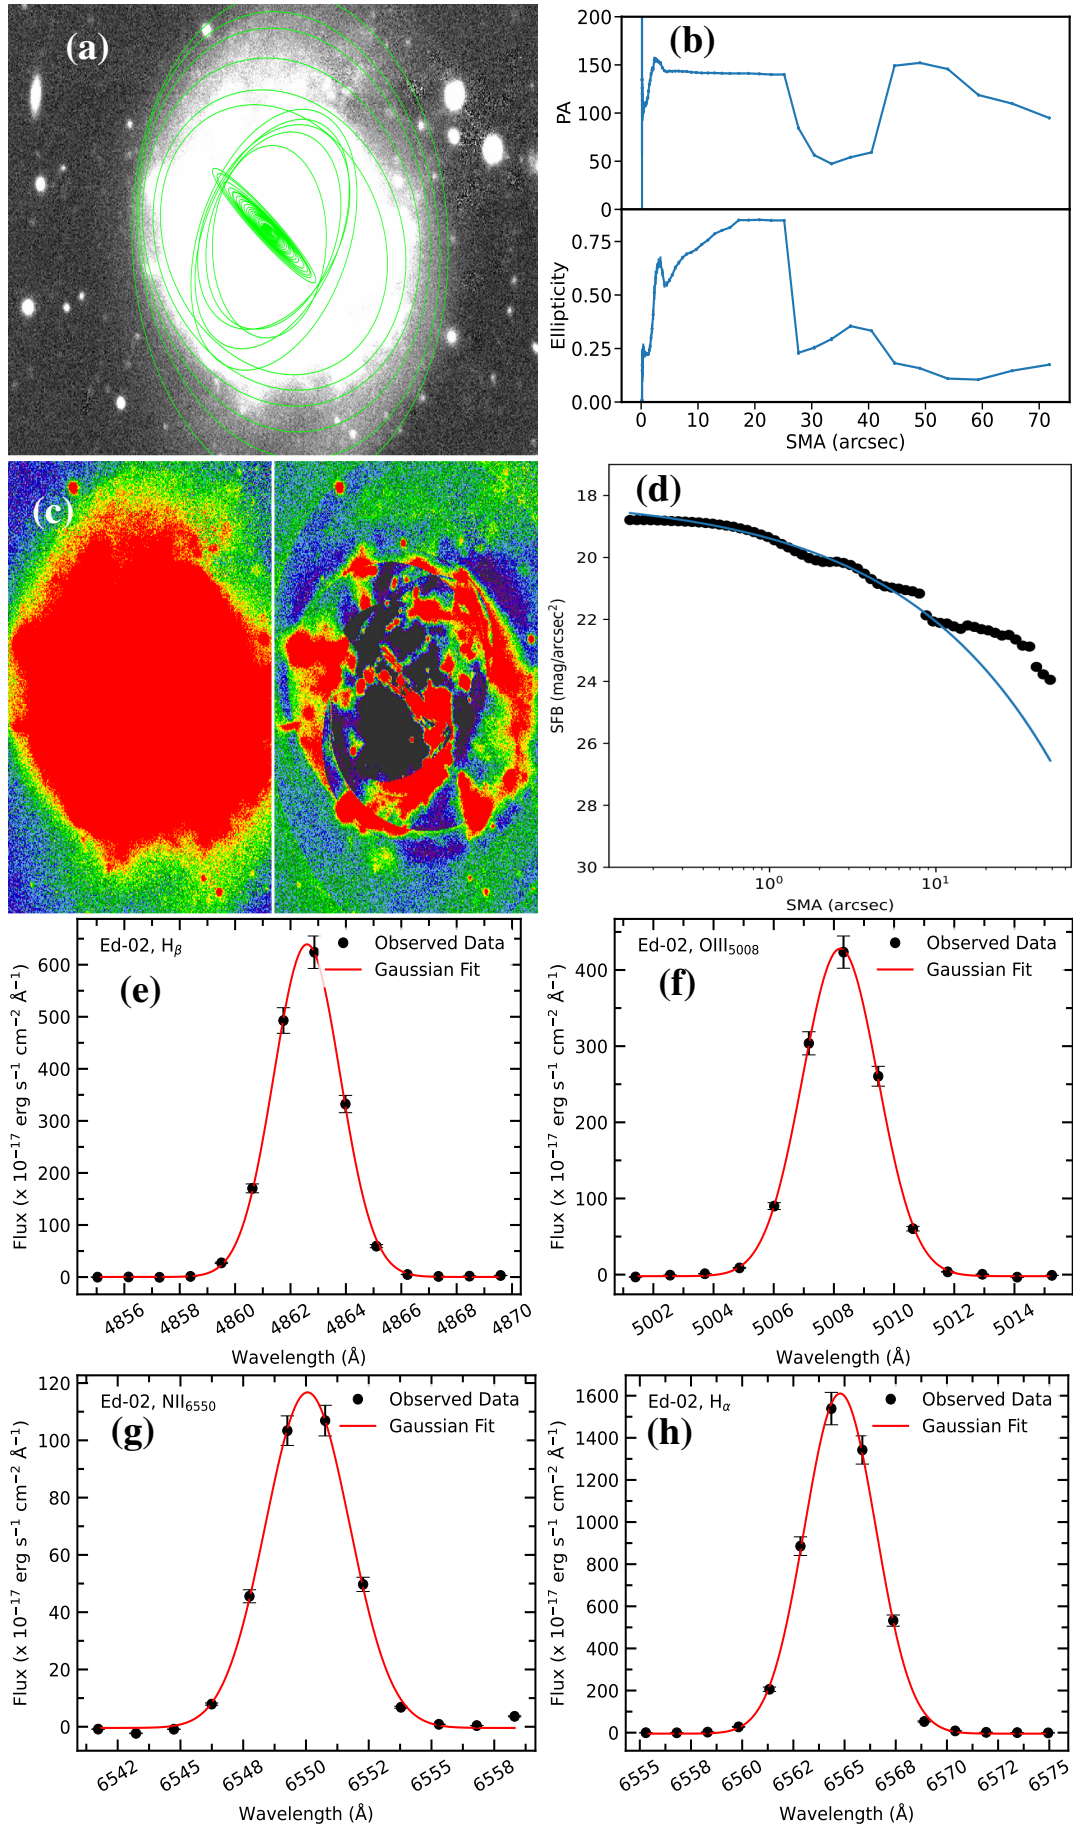 (a)
(b)
200
150
100
50
0
PA
0.75
0.50
0.25
0.00
Ellipticity
0 10 20 30 40 50 60 70
SMA (arcsec)
(c)
(d)
18
20
22
24
26
28
30
SFB (mag/arcsec²)
10⁰ 10¹
SMA (arcsec)
Ed-02, Hβ
(e)
Observed Data
Gaussian Fit
600
500
400
300
200
100
0
Flux (x 10⁻¹⁷ erg s⁻¹ cm⁻² Å⁻¹)
4856 4858 4860 4862 4864 4866 4868 4870
Wavelength (Å)
Ed-02, OIII₅₀₀₈
(f)
Observed Data
Gaussian Fit
400
300
200
100
0
Flux (x 10⁻¹⁷ erg s⁻¹ cm⁻² Å⁻¹)
5002 5004 5006 5008 5010 5012 5014
Wavelength (Å)
Ed-02, NII₆₅₅₀
(g)
Observed Data
Gaussian Fit
120
100
80
60
40
20
0
Flux (x 10⁻¹⁷ erg s⁻¹ cm⁻² Å⁻¹)
6542 6545 6548 6550 6552 6555 6558
Wavelength (Å)
Ed-02, Hα
(h)
Observed Data
Gaussian Fit
1600
1400
1200
1000
800
600
400
200
0
Flux (x 10⁻¹⁷ erg s⁻¹ cm⁻² Å⁻¹)
6555 6558 6560 6562 6565 6568 6570 6572 6575
Wavelength (Å)